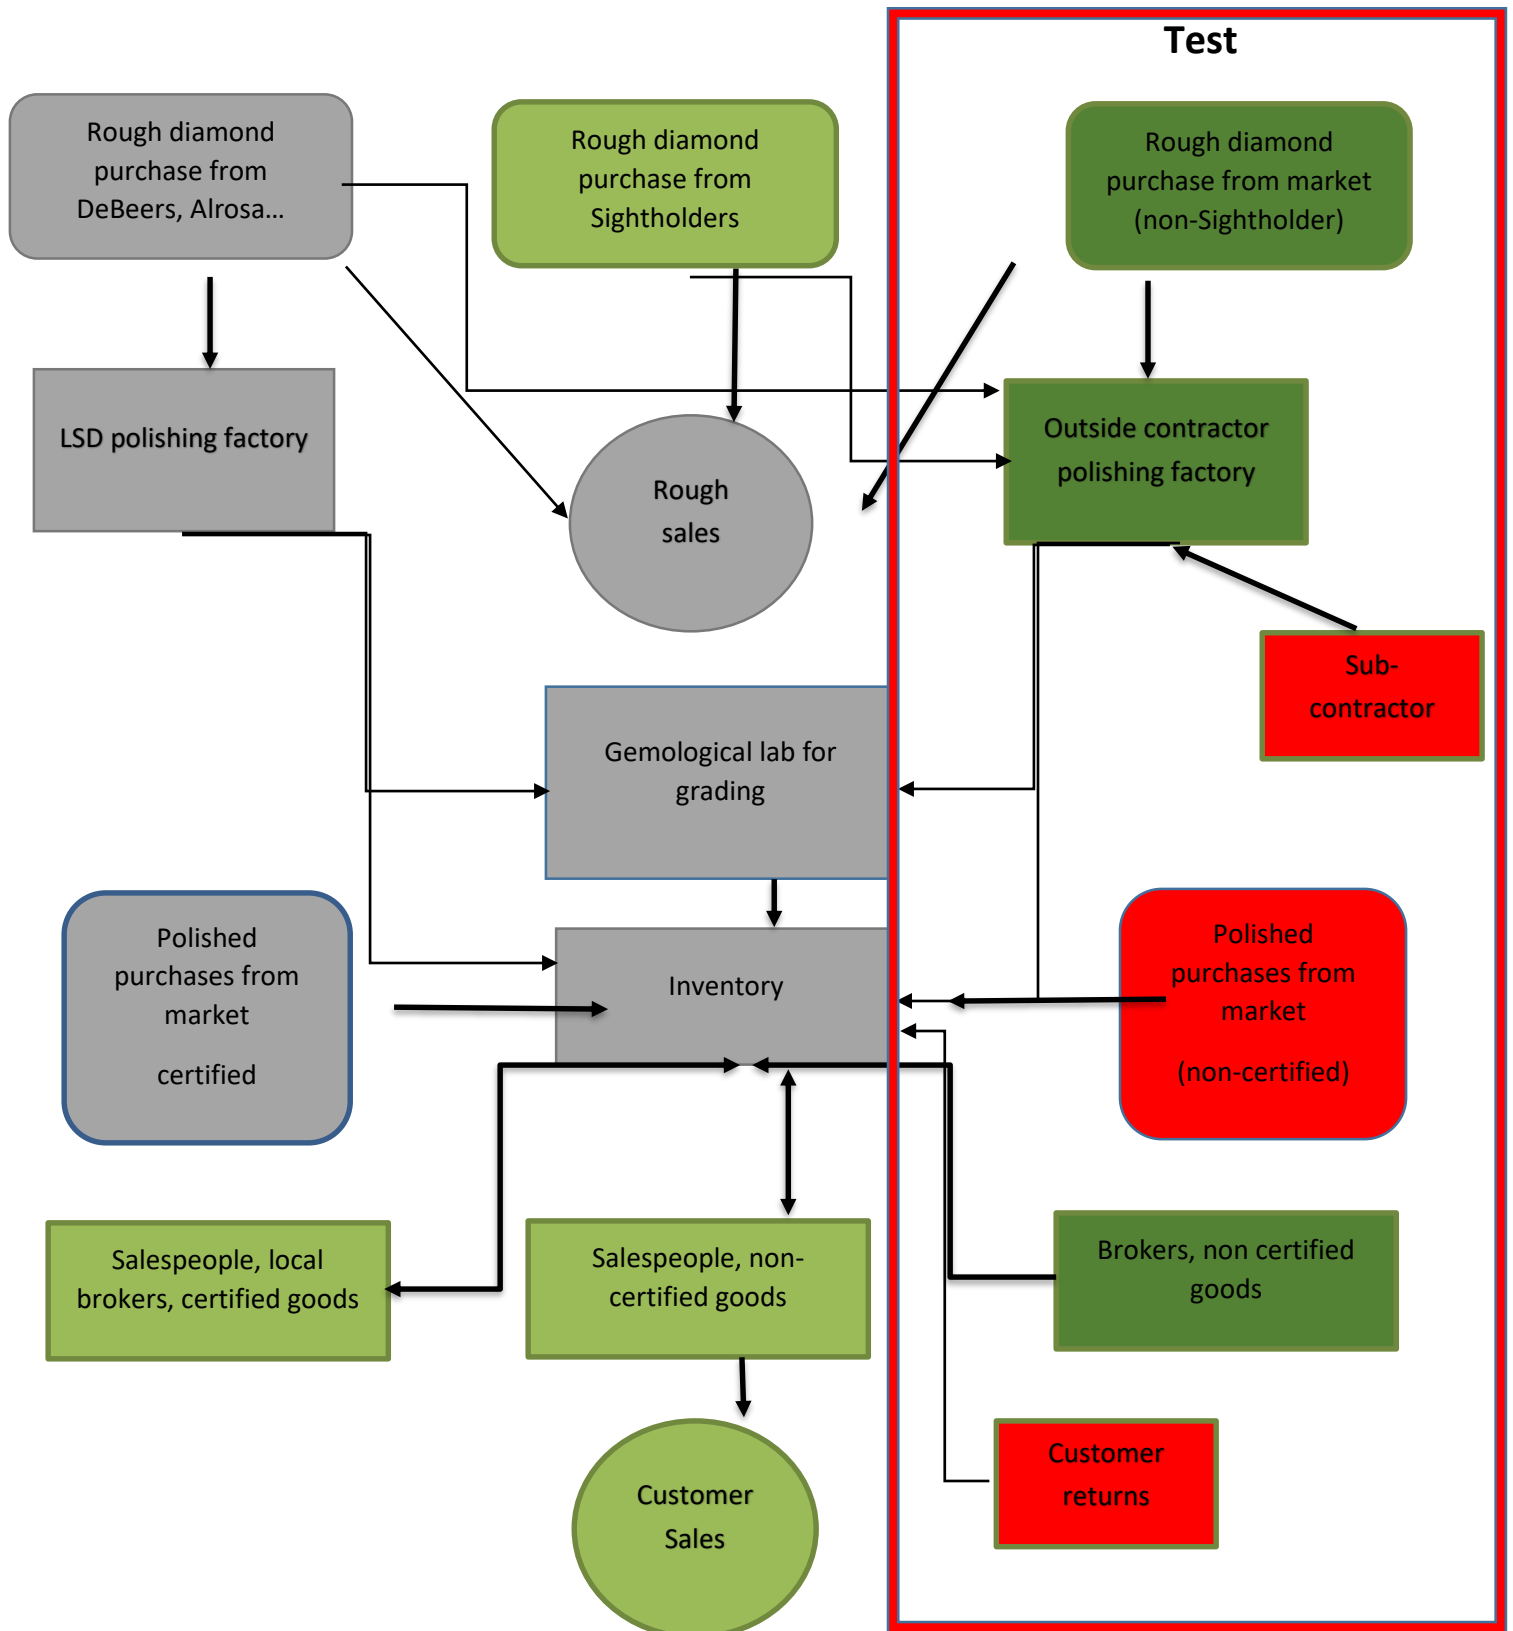 Test
Rough diamond
purchase from
DeBeers, Alrosa…
Rough diamond
purchase from
Sightholders
Rough diamond
purchase from market
(non-Sightholder)
LSD polishing factory
Rough
sales
Outside contractor
polishing factory
Sub-
contractor
Gemological lab for
grading
Polished
purchases from
market
certified
Inventory
Polished
purchases from
market
(non-certified)
Salespeople, local
brokers, certified goods
Salespeople, non-
certified goods
Brokers, non certified
goods
Customer
Sales
Customer
returns